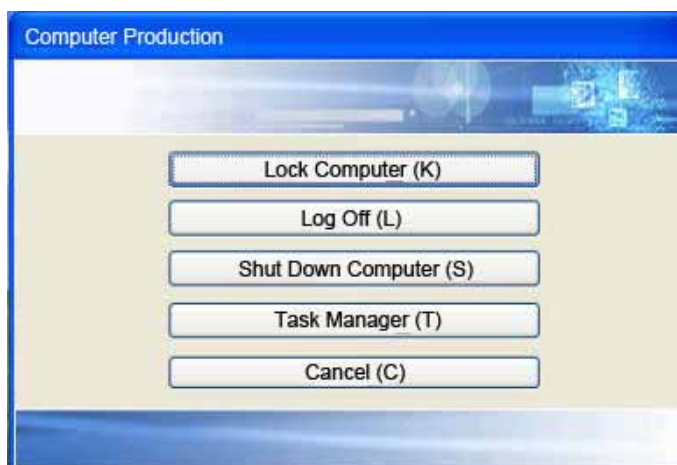 Computer Production
Lock Computer (K)
Log Off (L)
Shut Down Computer (S)
Task Manager (T)
Cancel (C)